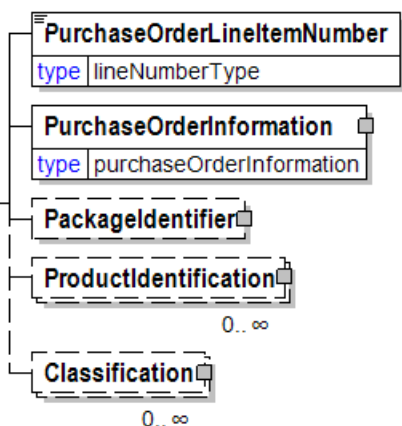 PurchaseOrderLineItemNumber
type lineNumberType
PurchaseOrderInformation
type purchaseOrderInformation
PackageIdentifier
ProductIdentification
0.. ∞
Classification
0.. ∞